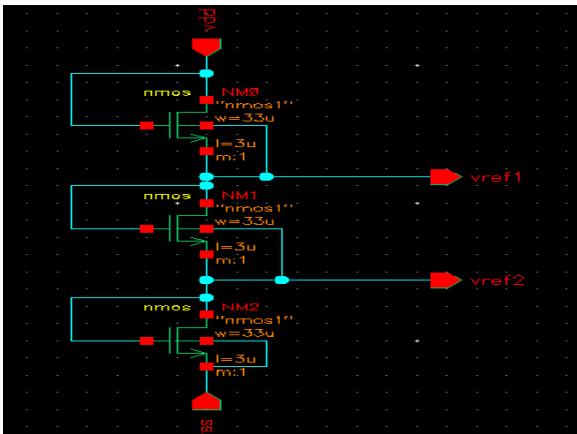 vdd
nmos NM0
"nmos1"
w=33u
l=3u
m:1
vref1
nmos NM1
"nmos1"
w=33u
l=3u
m:1
vref2
nmos NM2
"nmos1"
w=33u
l=3u
m:1